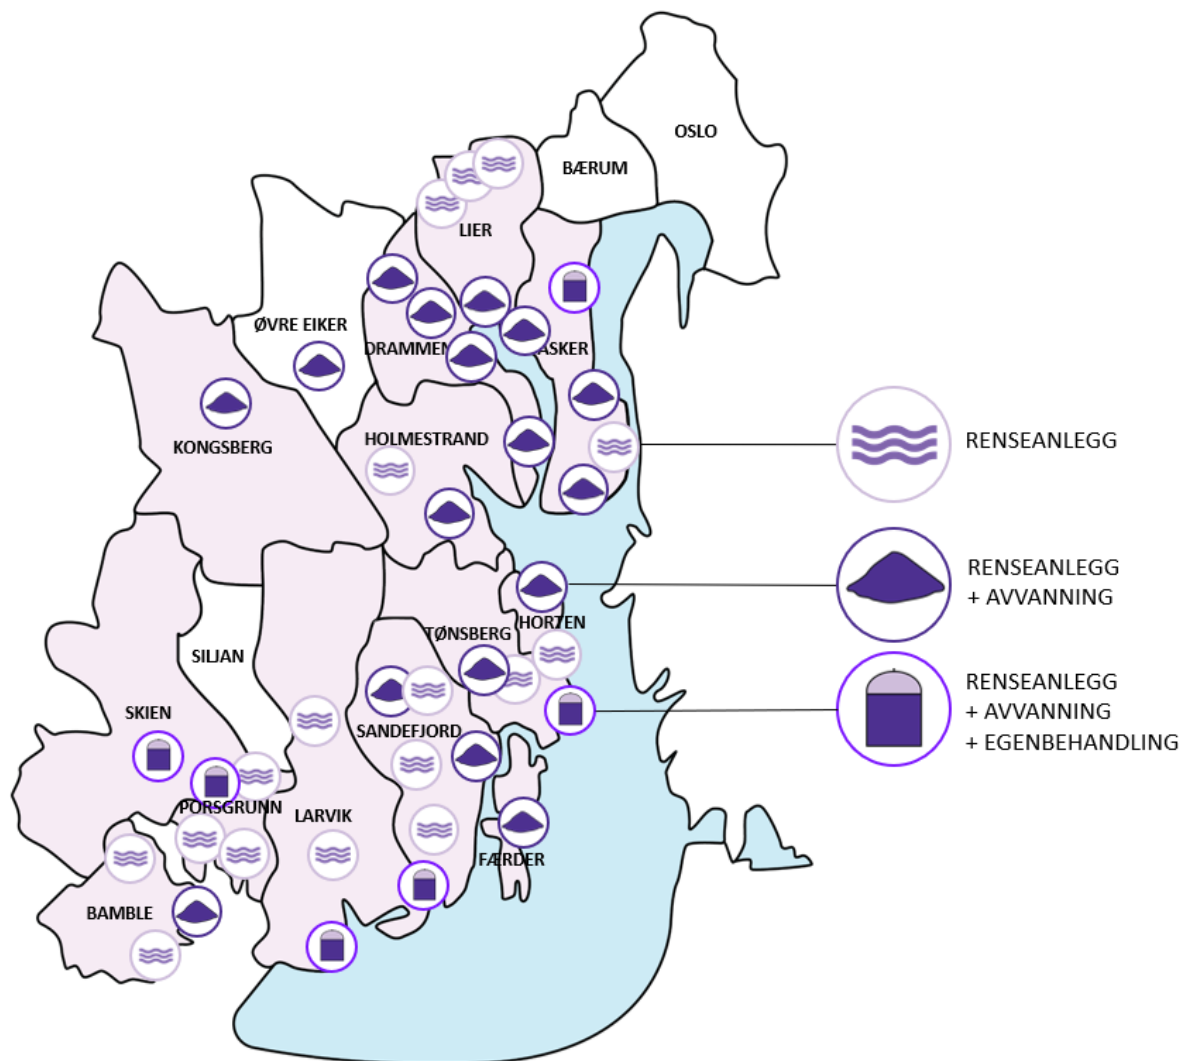 OSLO
BÆRUM
LIER
ØVRE EIKER
DRAMMEN
ASKER
HOLMESTRAND
KONGSBERG
RENSEANLEGG
RENSEANLEGG
+ AVVANNING
HORTEN
TØNSBERG
SILJAN
RENSEANLEGG
+ AVVANNING
+ EGENBEHANDLING
SKIEN
SANDEFJORD
PORSGRUNN
LARVIK
FÆRDER
BAMBLE